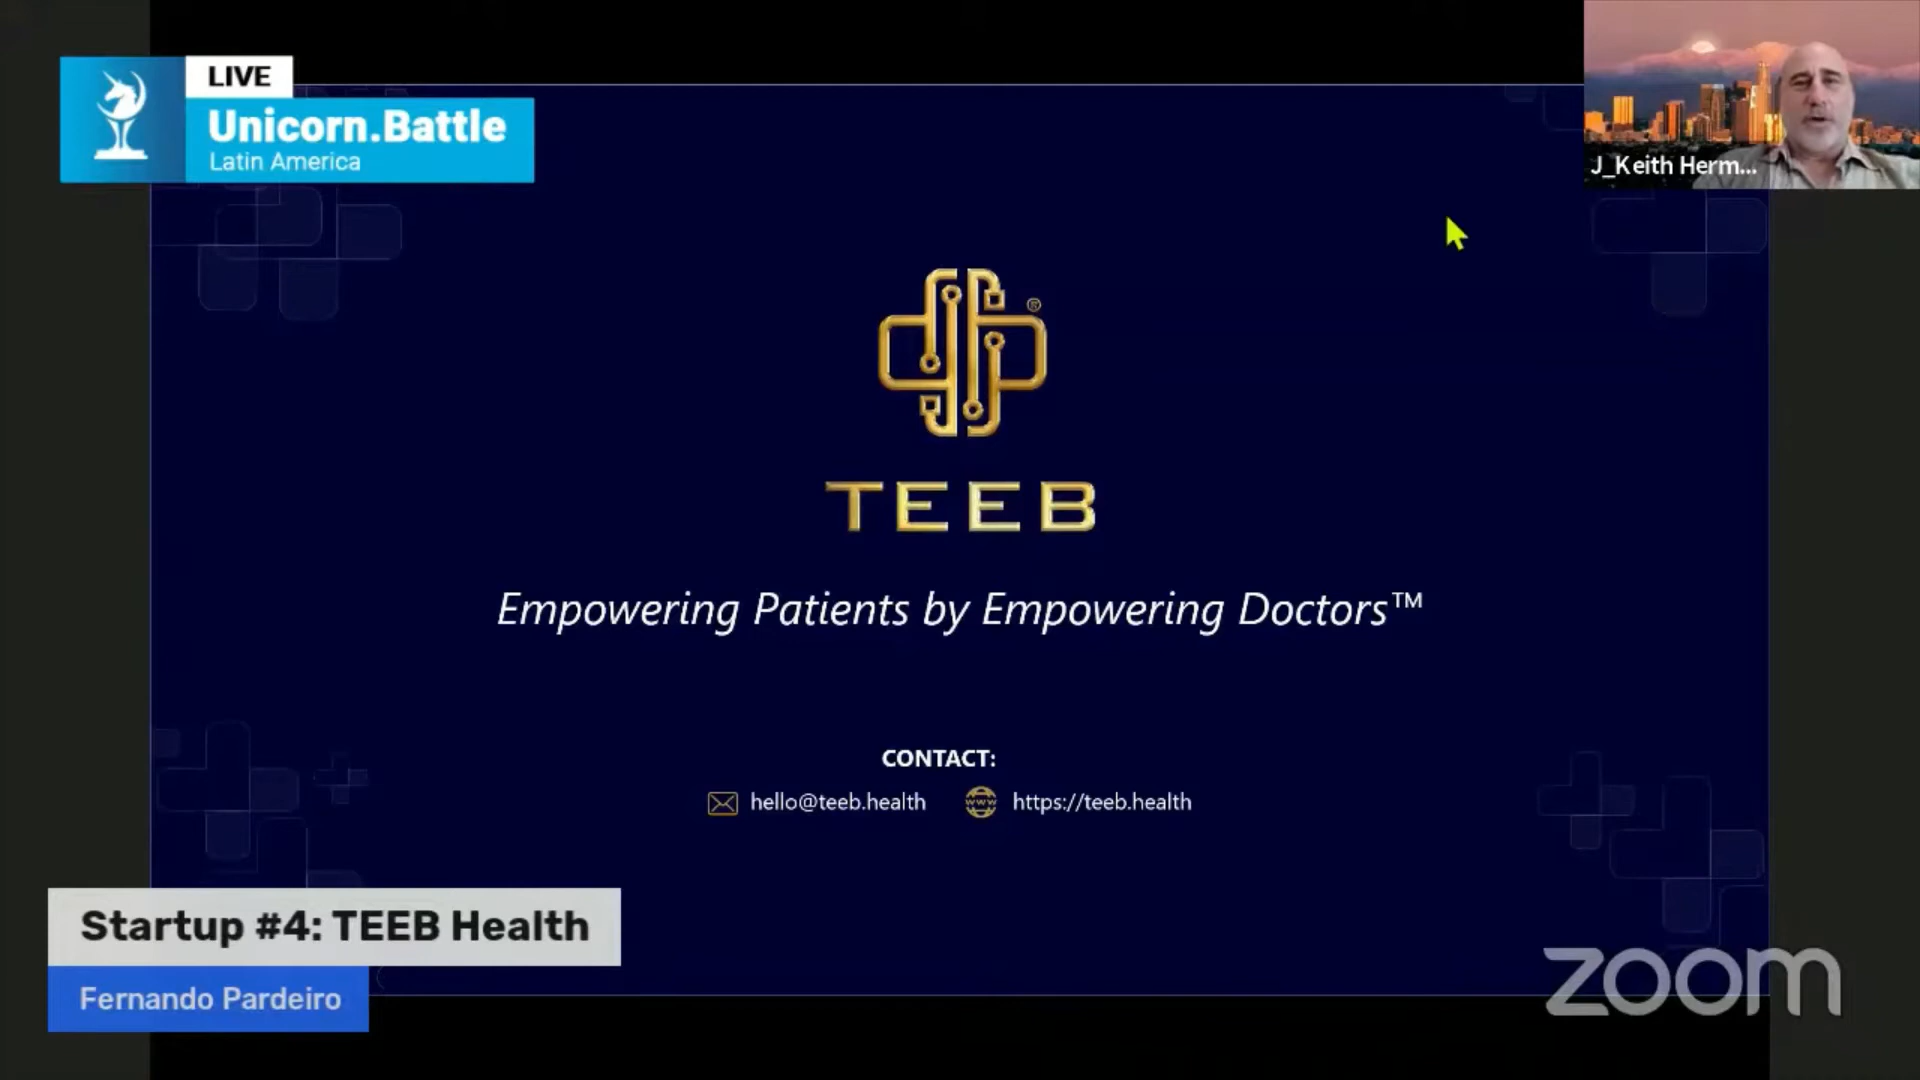 LIVE
Unicorn.Battle
Latin America
J_Keith Herm...
®
TEEB
Empowering Patients by Empowering Doctors™
CONTACT:
hello@teeb.health
www
https://teeb.health
Startup #4: TEEB Health
Fernando Pardeiro
zoom